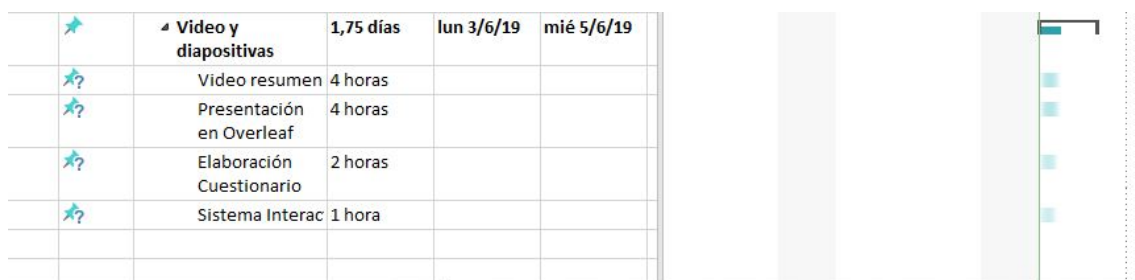 Video y 1,75 días lun 3/6/19 mié 5/6/19
diapositivas
Video resumen 4 horas
Presentación 4 horas
en Overleaf
Elaboración 2 horas
Cuestionario
Sistema Interac 1 hora